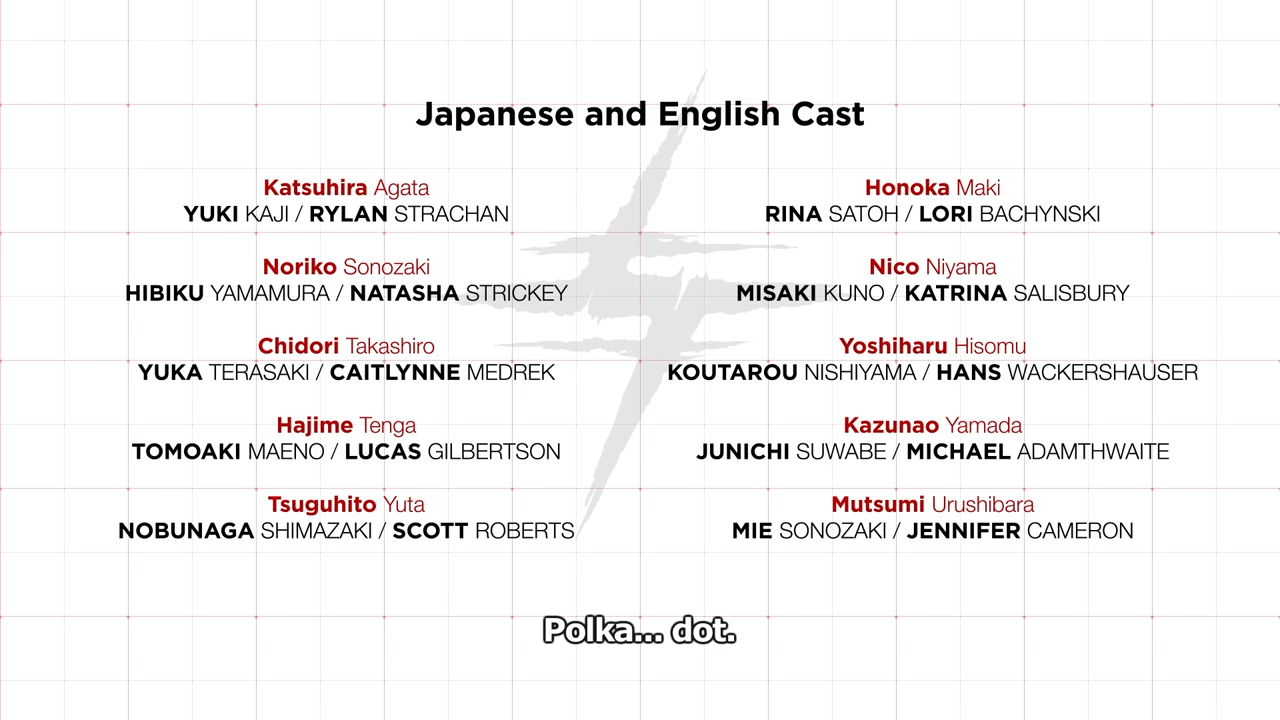 Japanese and English Cast
Katsuhira Agata
YUKI KAJI / RYLAN STRACHAN
Noriko Sonozaki
HIBIKU YAMAMURA / NATASHA STRICKEY
Chidori Takashiro
YUKA TERASAKI / CAITLYNNE MEDREK
Hajime Tenga
TOMOAKI MAENO / LUCAS GILBERTSON
Tsuguhito Yuta
NOBUNAGA SHIMAZAKI / SCOTT ROBERTS
Honoka Maki
RINA SATOH / LORI BACHYNSKI
Nico Niyama
MISAKI KUNO / KATRINA SALISBURY
Yoshiharu Hisomu
KOUTAROU NISHIYAMA / HANS WACKERSHAUSER
Kazunao Yamada
JUNICHI SUWABE / MICHAEL ADAMTHWAITE
Mutsumi Urushibara
MIE SONOZAKI / JENNIFER CAMERON
Polka... dot.